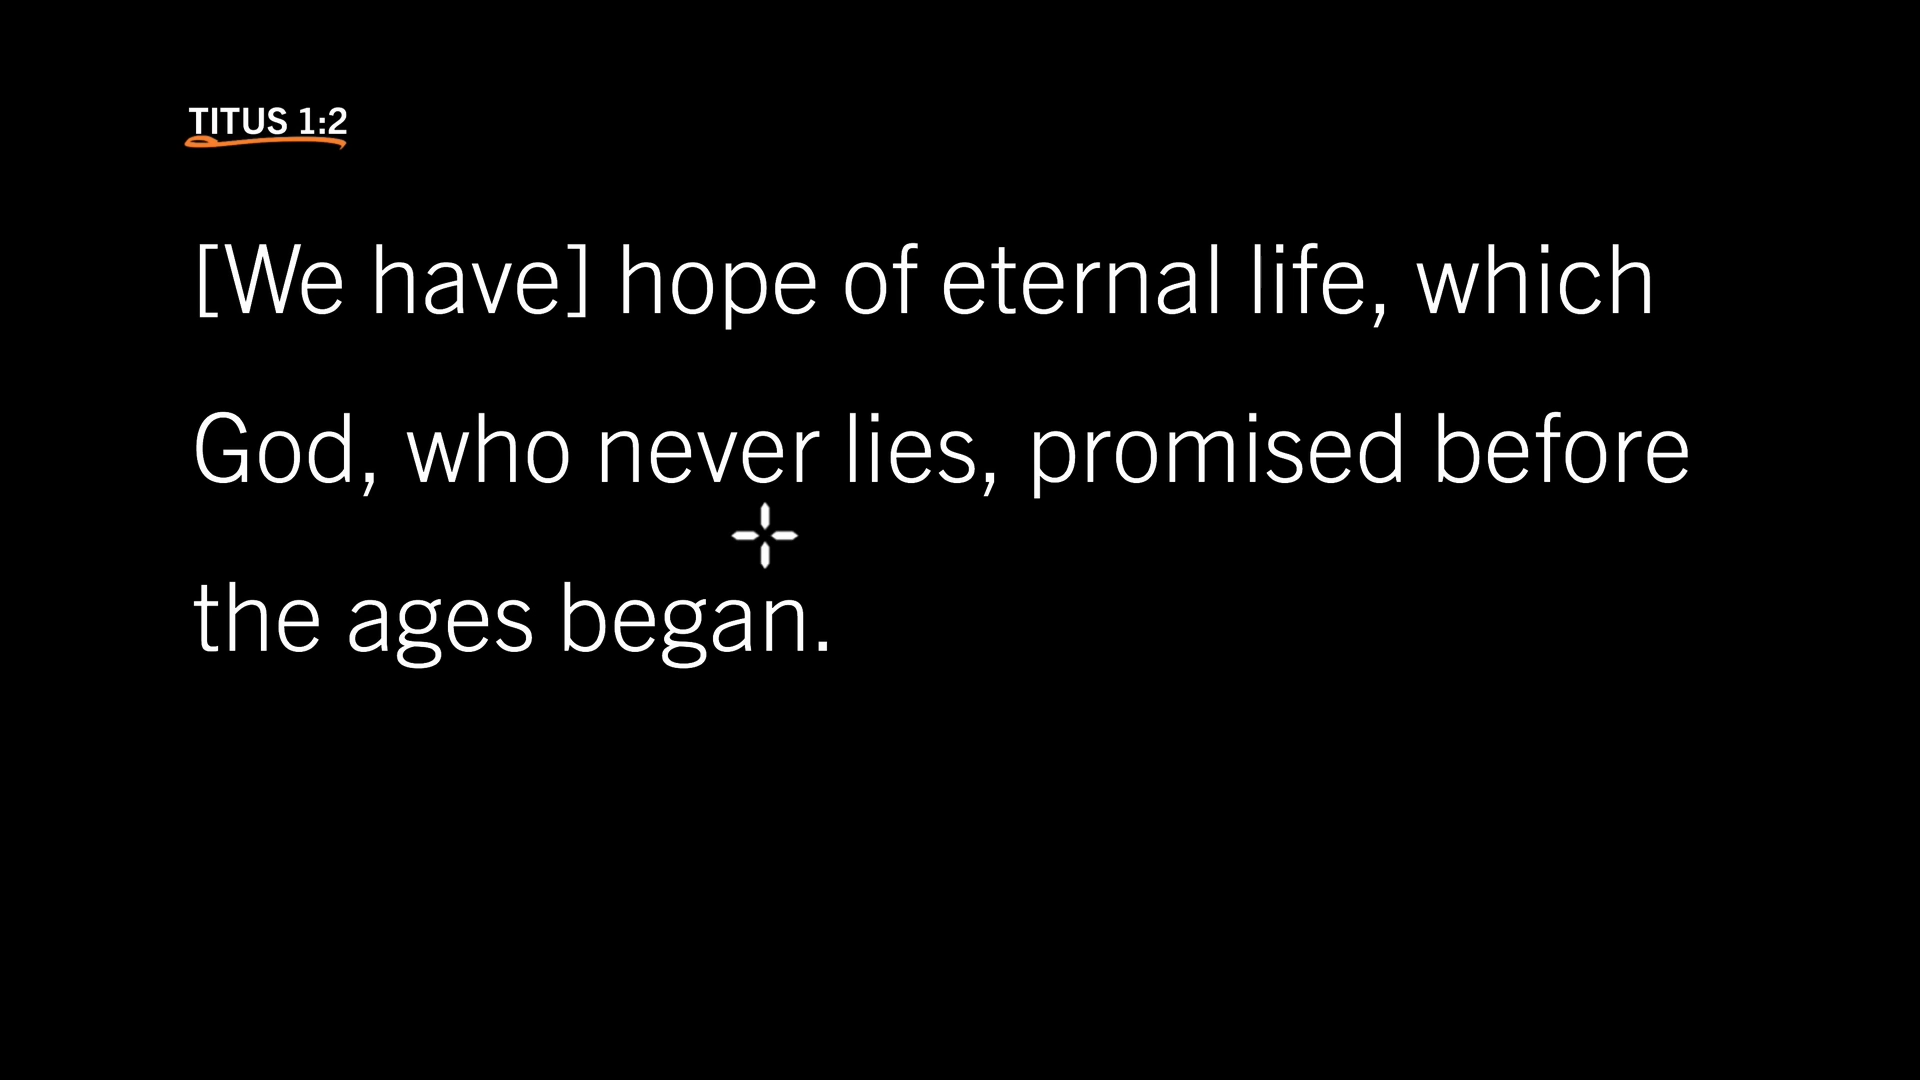 TITUS 1:2
[We have] hope of eternal life, which
God, who never lies, promised before
the ages began.